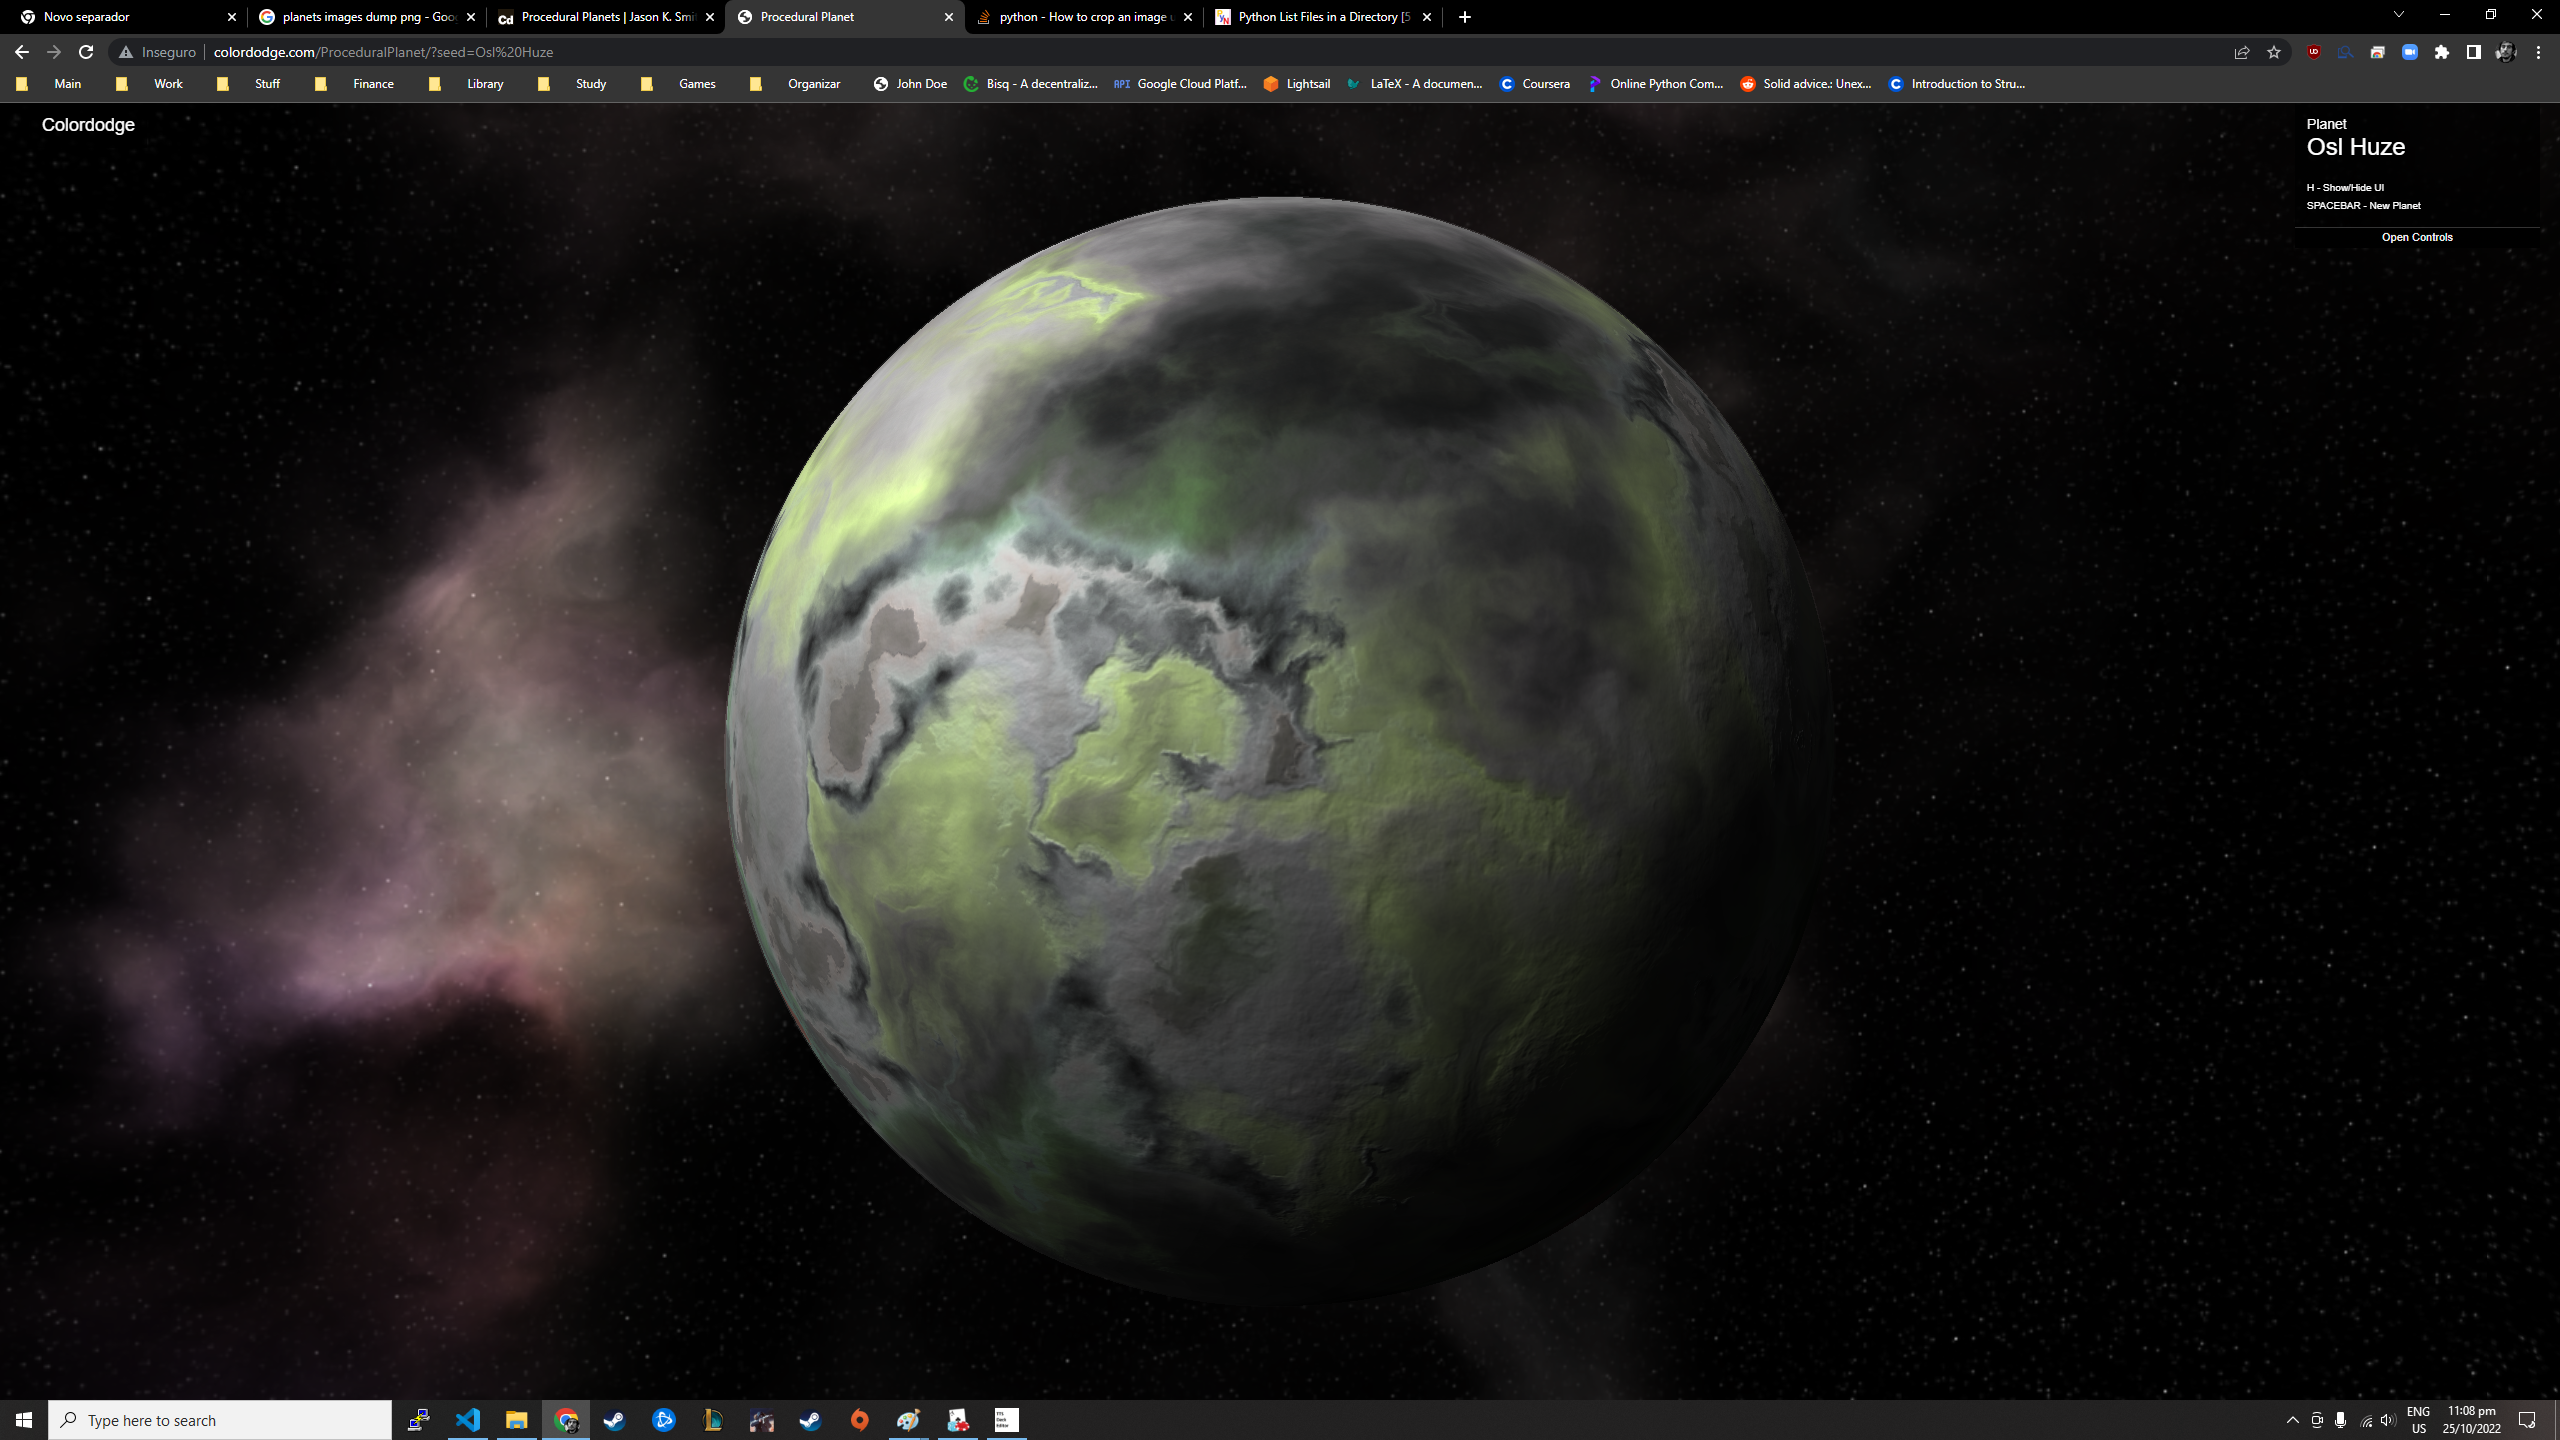 Novo separador
planets images dump png - Goo
Procedural Planets | Jason K. Smi
Procedural Planet
python - How to crop an image u
Python List Files in a Directory [5
Inseguro
colordodge.com/ProceduralPlanet/?seed=Osl%20Huze
Main
Work
Stuff
Finance
Library
Study
Games
Organizar
John Doe
Bisq - A decentraliz...
API
Google Cloud Platf...
Lightsail
LaTeX - A documen...
Coursera
Online Python Com...
Solid advice.: Unex...
Introduction to Stru...
Colordodge
Planet
Osl Huze
H - Show/Hide UI
SPACEBAR - New Planet
Open Controls
Type here to search
ENG
US
11:08 pm
25/10/2022